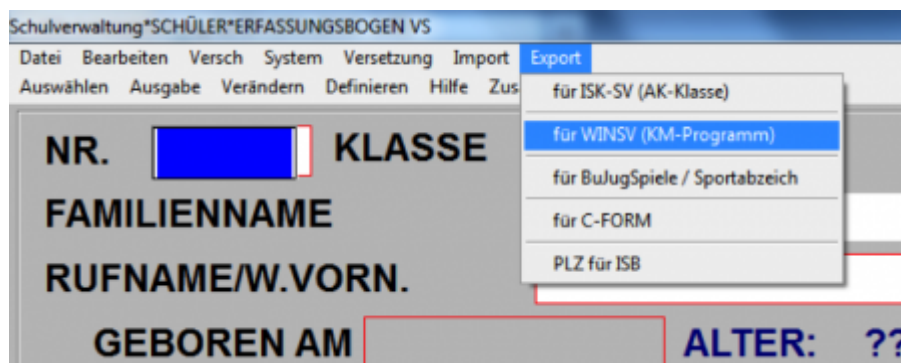 Schulverwaltung*SCHÜLER*ERFASSUNGSBOGEN VS
Datei Bearbeiten Versch System Versetzung Import Export
Auswählen Ausgabe Verändern Definieren Hilfe Zus
für ISK-SV (AK-Klasse)
für WINSV (KM-Programm)
für BuJugSpiele / Sportabzeich
für C-FORM
PLZ für ISB
NR. KLASSE
FAMILIENNAME
RUFNAME/W.VORN.
GEBOREN AM ALTER: ??